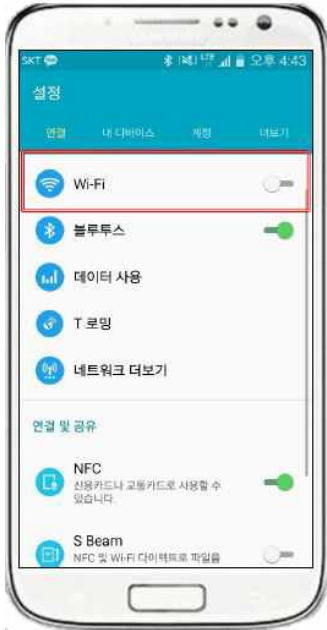 SKT LTE 오후 4:43
설정
연결 내 디바이스 계정 더보기
Wi-Fi
블루투스
데이터 사용
T 로밍
네트워크 더보기
연결 및 공유
NFC
신용카드나 교통카드로 사용할 수
있습니다.
S Beam
NFC 및 Wi-Fi 다이렉트로 파일을